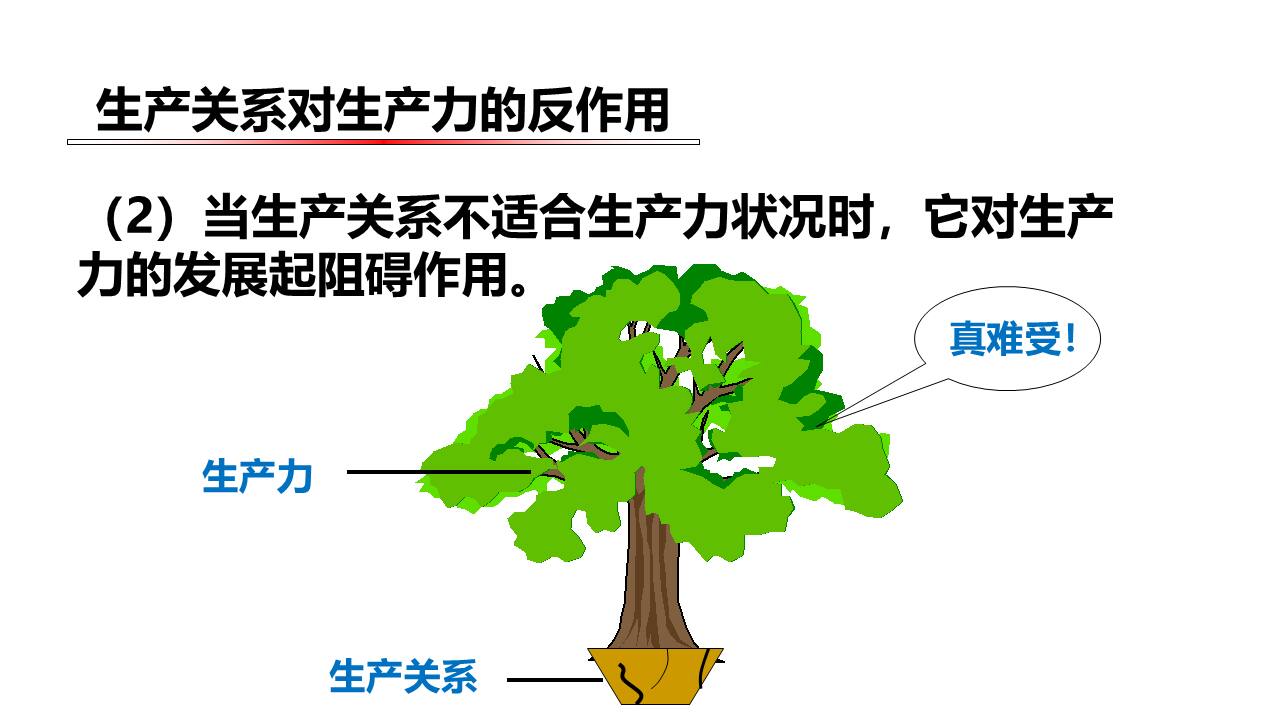 生产关系对生产力的反作用
（2）当生产关系不适合生产力状况时，它对生产
力的发展起阻碍作用。
真难受！
生产力
生产关系